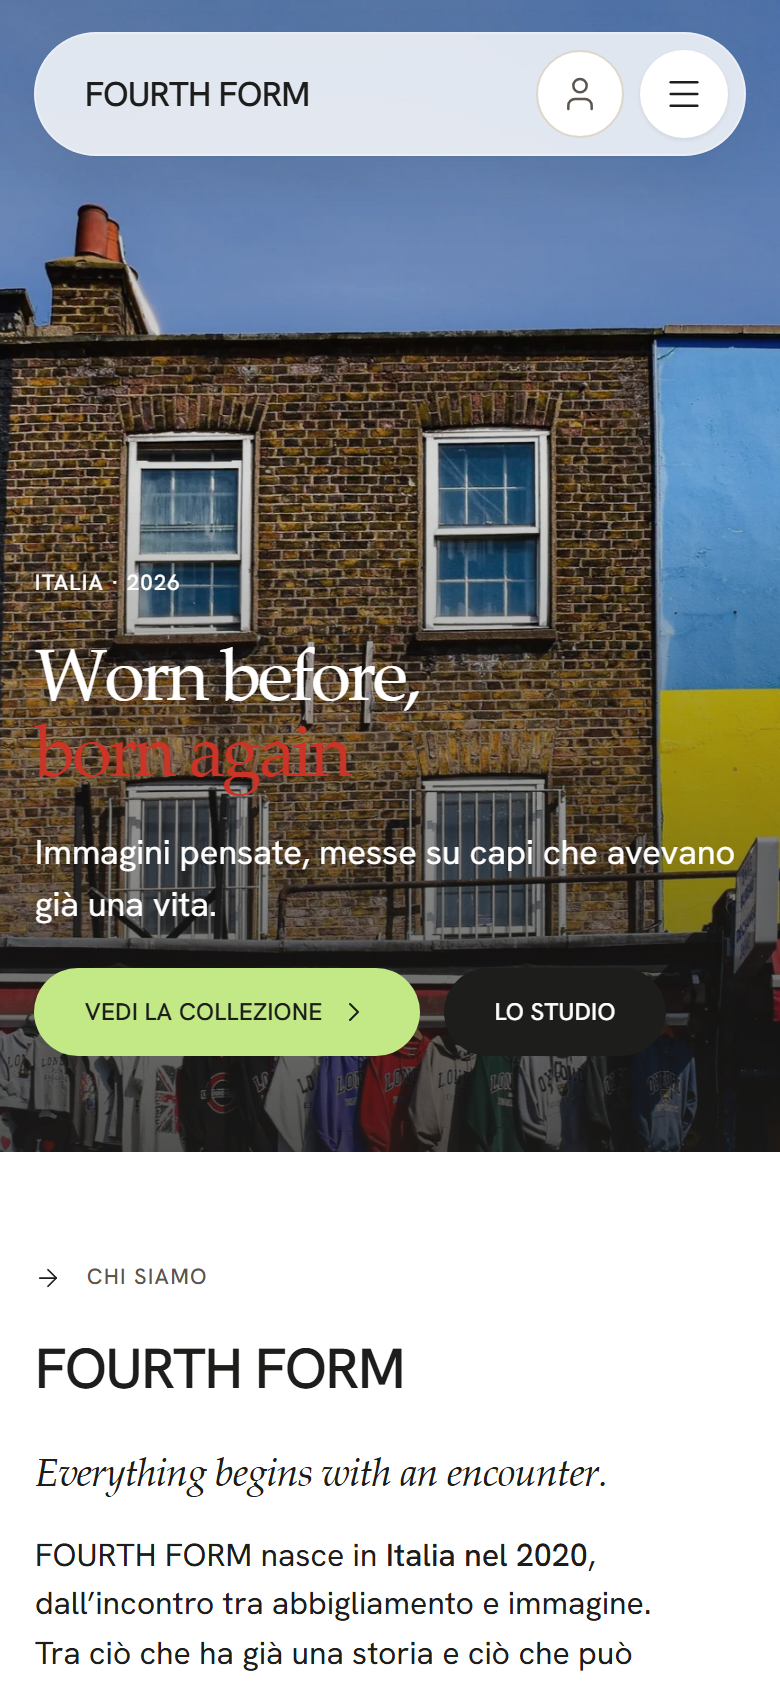 FOURTH FORM
ITALIA · 2026
Worn before,
born again
Immagini pensate, messe su capi che avevano
già una vita.
VEDI LA COLLEZIONE
LO STUDIO
CHI SIAMO
FOURTH FORM
Everything begins with an encounter.
FOURTH FORM nasce in Italia nel 2020,
dall’incontro tra abbigliamento e immagine.
Tra ciò che ha già una storia e ciò che può